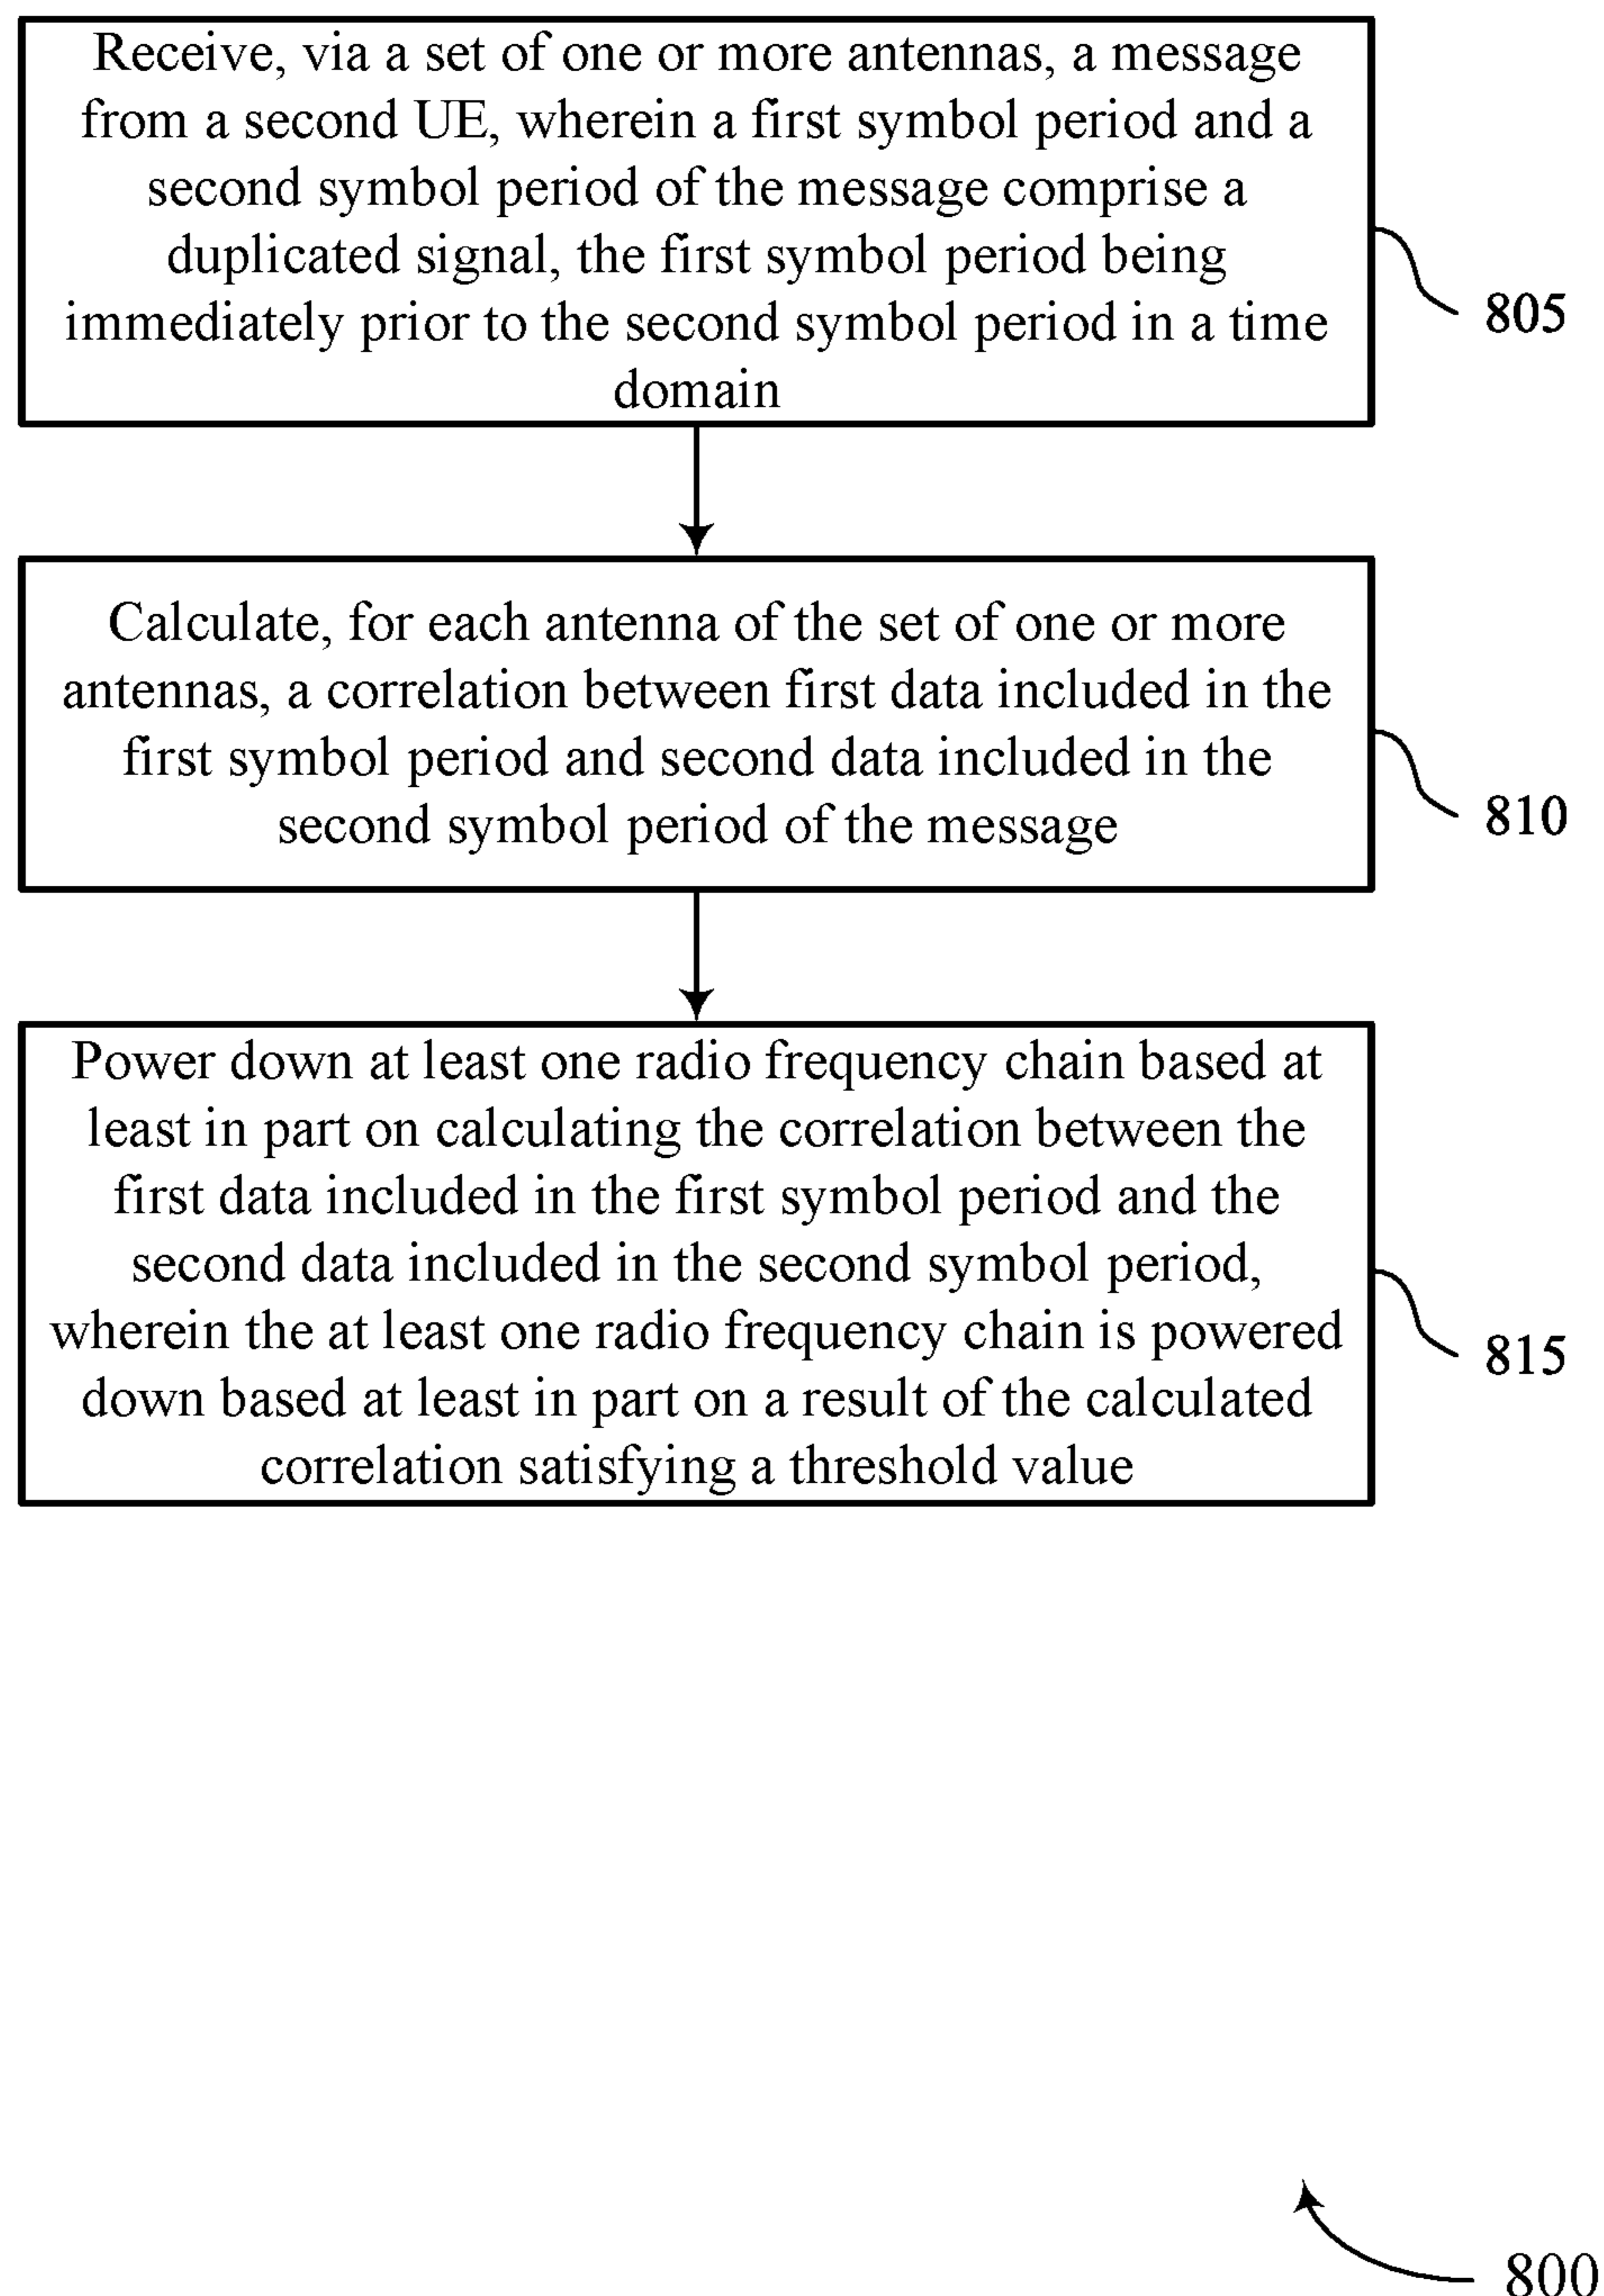 Receive, via a set of one or more antennas, a message
from a second UE, wherein a first symbol period and a
second symbol period of the message comprise a
duplicated signal, the first symbol period being
immediately prior to the second symbol period in a time
domain
805
Calculate, for each antenna of the set of one or more
antennas, a correlation between first data included in the
first symbol period and second data included in the
second symbol period of the message
810
Power down at least one radio frequency chain based at
least in part on calculating the correlation between the
first data included in the first symbol period and the
second data included in the second symbol period,
wherein the at least one radio frequency chain is powered
down based at least in part on a result of the calculated
correlation satisfying a threshold value
815
800